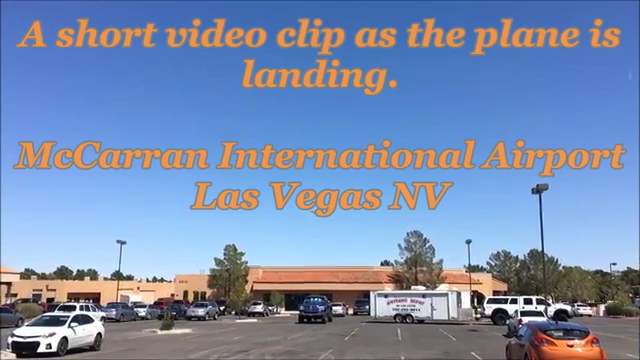 A short video clip as the plane is
landing.
McCarran International Airport
Las Vegas NV